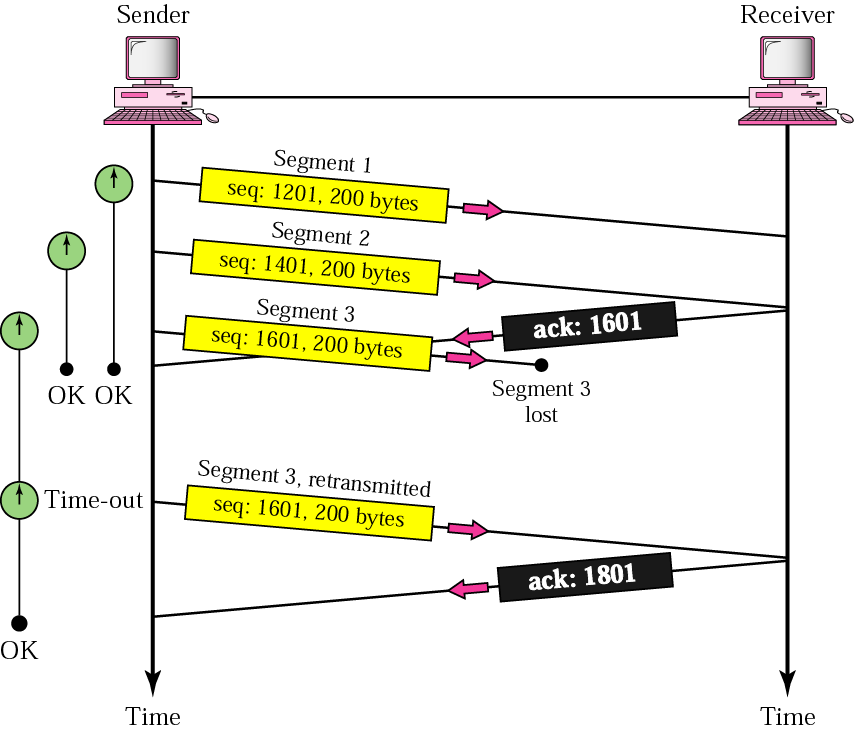 Sender
Receiver
Segment 1
seq: 1201, 200 bytes
Segment 2
seq: 1401, 200 bytes
Segment 3
ack: 1601
seq: 1601, 200 bytes
OK OK
Segment 3
lost
Segment 3, retransmitted
Time-out
seq: 1601, 200 bytes
ack: 1801
OK
Time
Time